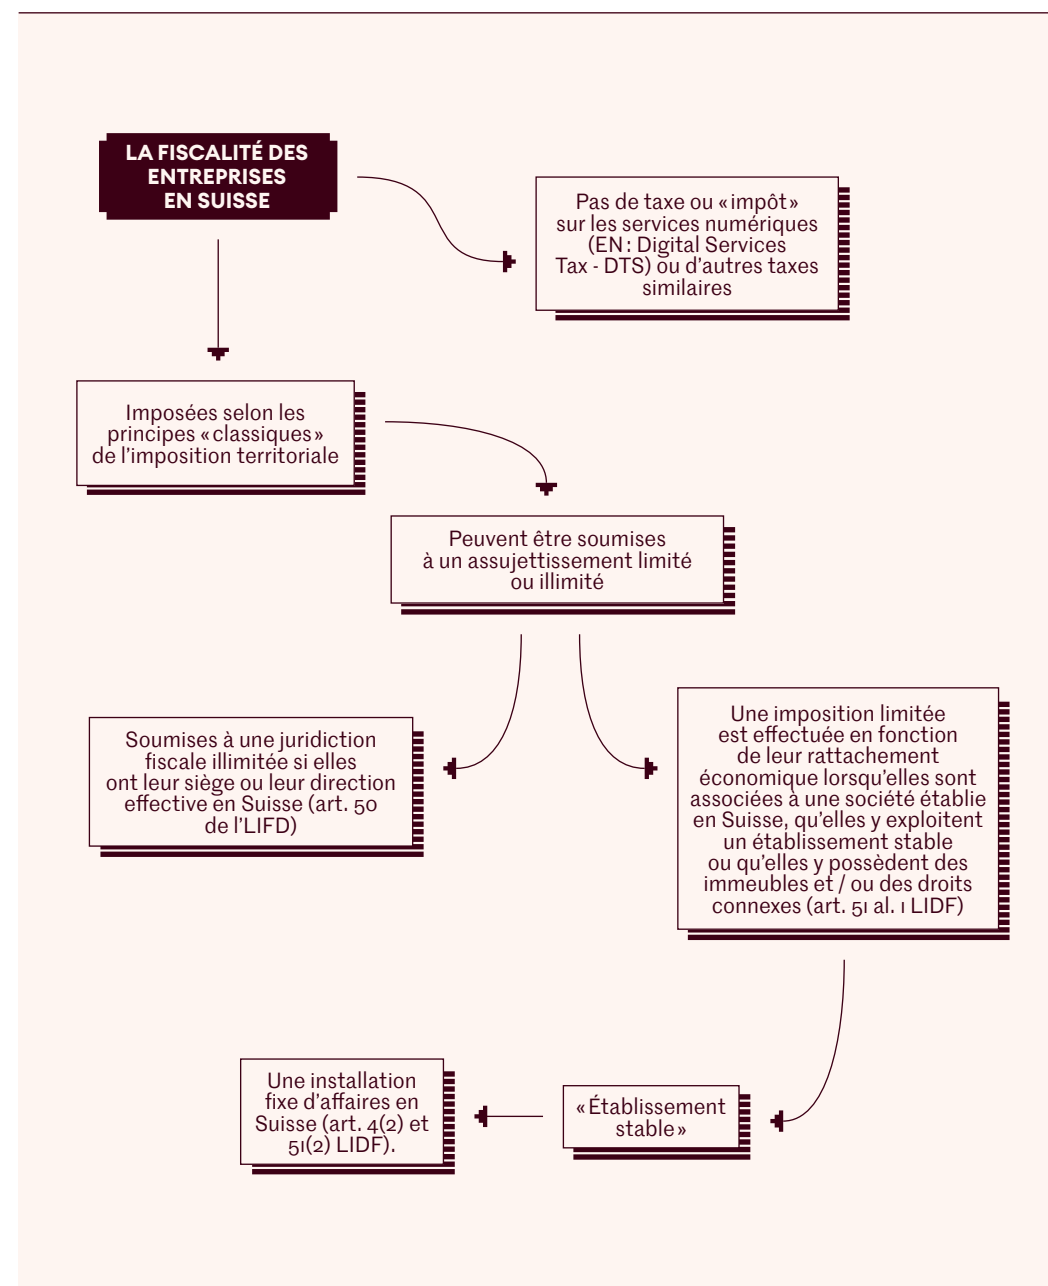 LA FISCALITÉ DES
ENTREPRISES
EN SUISSE
Pas de taxe ou «impôt»
sur les services numériques
(EN: Digital Services
Tax - DTS) ou d'autres taxes
similaires
Imposées selon les
principes «classiques»
de l'imposition territoriale
Peuvent être soumises
à un assujettissement limité
ou illimité
Soumises à une juridiction
fiscale illimitée si elles
ont leur siège ou leur direction
effective en Suisse (art. 50
de l'LIFD)
Une imposition limitée
est effectuée en fonction
de leur rattachement
économique lorsqu'elles sont
associées à une société établie
en Suisse, qu'elles y exploitent
un établissement stable
ou qu'elles y possèdent des
immeubles et / ou des droits
connexes (art. 51 al. 1 LIDF)
«Établissement
stable»
Une installation
fixe d'affaires en
Suisse (art. 4(2) et
51(2) LIDF).